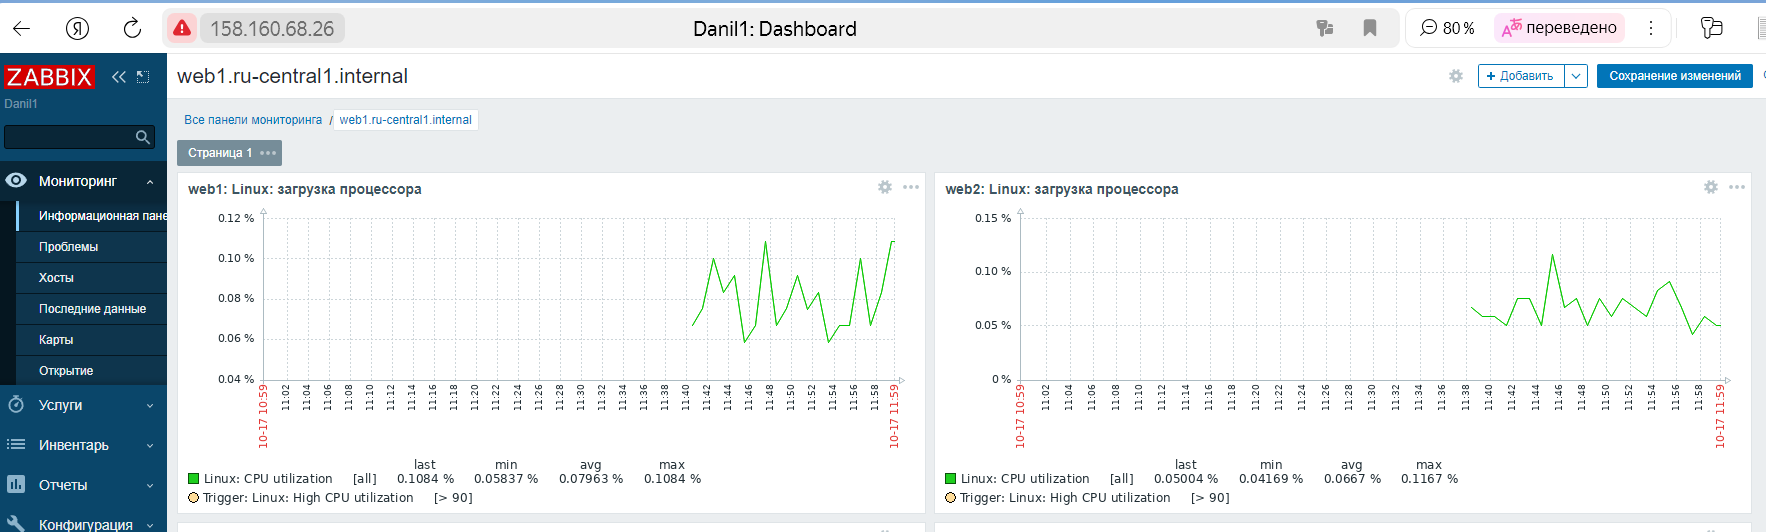 158.160.68.26
Danil1: Dashboard
80 %
переведено
ZABBIX
Danil1
Мониторинг
Информационная пане
Проблемы
Хосты
Последние данные
Карты
Открытие
Услуги
Инвентарь
Отчеты
Конфигурация
web1.ru-central1.internal
+ Добавить
Сохранение изменений
Все панели мониторинга / web1.ru-central1.internal
Страница 1
web1: Linux: загрузка процессора
0.12 %
0.10 %
0.08 %
0.06 %
0.04 %
10-17 10:59 11:02 11:04 11:06 11:08 11:10 11:12 11:14 11:16 11:18 11:20 11:22 11:24 11:26 11:28 11:30 11:32 11:34 11:36 11:38 11:40 11:42 11:44 11:46 11:48 11:50 11:52 11:54 11:56 11:58 10-17 11:59
last min avg max
Linux: CPU utilization [all] 0.1084 % 0.05837 % 0.07963 % 0.1084 %
Trigger: Linux: High CPU utilization [> 90]
web2: Linux: загрузка процессора
0.15 %
0.10 %
0.05 %
0 %
10-17 10:59 11:02 11:04 11:06 11:08 11:10 11:12 11:14 11:16 11:18 11:20 11:22 11:24 11:26 11:28 11:30 11:32 11:34 11:36 11:38 11:40 11:42 11:44 11:46 11:48 11:50 11:52 11:54 11:56 11:58 10-17 11:59
last min avg max
Linux: CPU utilization [all] 0.05004 % 0.04169 % 0.0667 % 0.1167 %
Trigger: Linux: High CPU utilization [> 90]